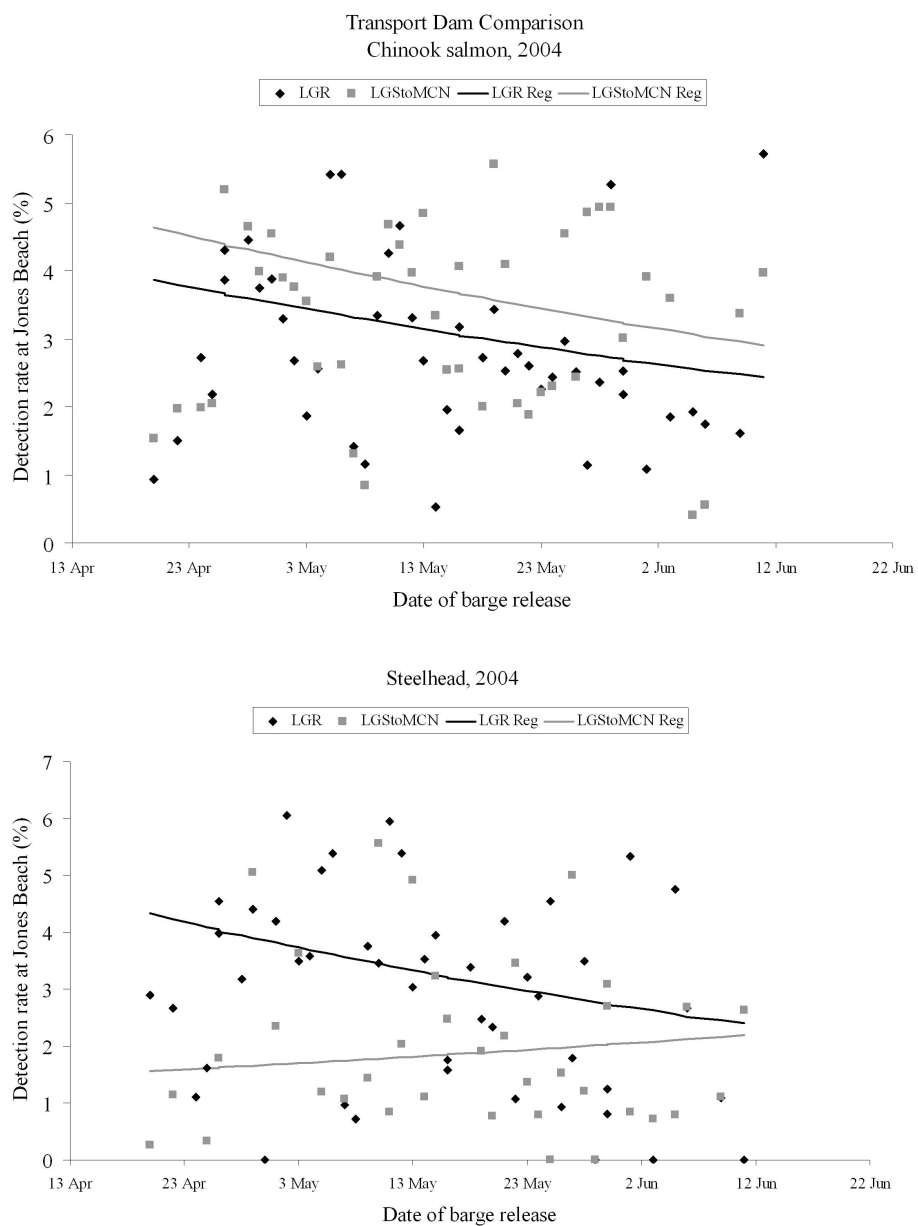 Transport Dam Comparison
Chinook salmon, 2004
LGR LGStoMCN LGR Reg LGStoMCN Reg
6
5
4
3
2
1
0
Detection rate at Jones Beach (%)
13 Apr 23 Apr 3 May 13 May 23 May 2 Jun 12 Jun 22 Jun
Date of barge release
Steelhead, 2004
LGR LGStoMCN LGR Reg LGStoMCN Reg
7
6
5
4
3
2
1
0
Detection rate at Jones Beach (%)
13 Apr 23 Apr 3 May 13 May 23 May 2 Jun 12 Jun 22 Jun
Date of barge release